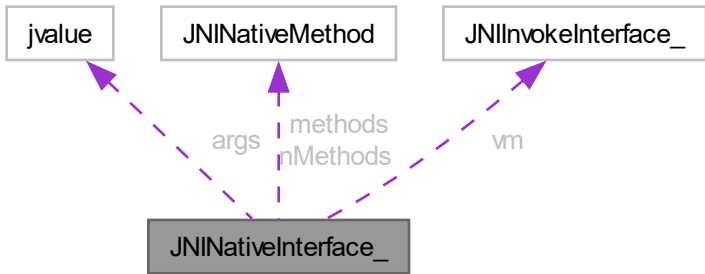 jvalue
JNINativeMethod
JNIInvokeInterface_
args
methods
nMethods
vm
JNINativeInterface_